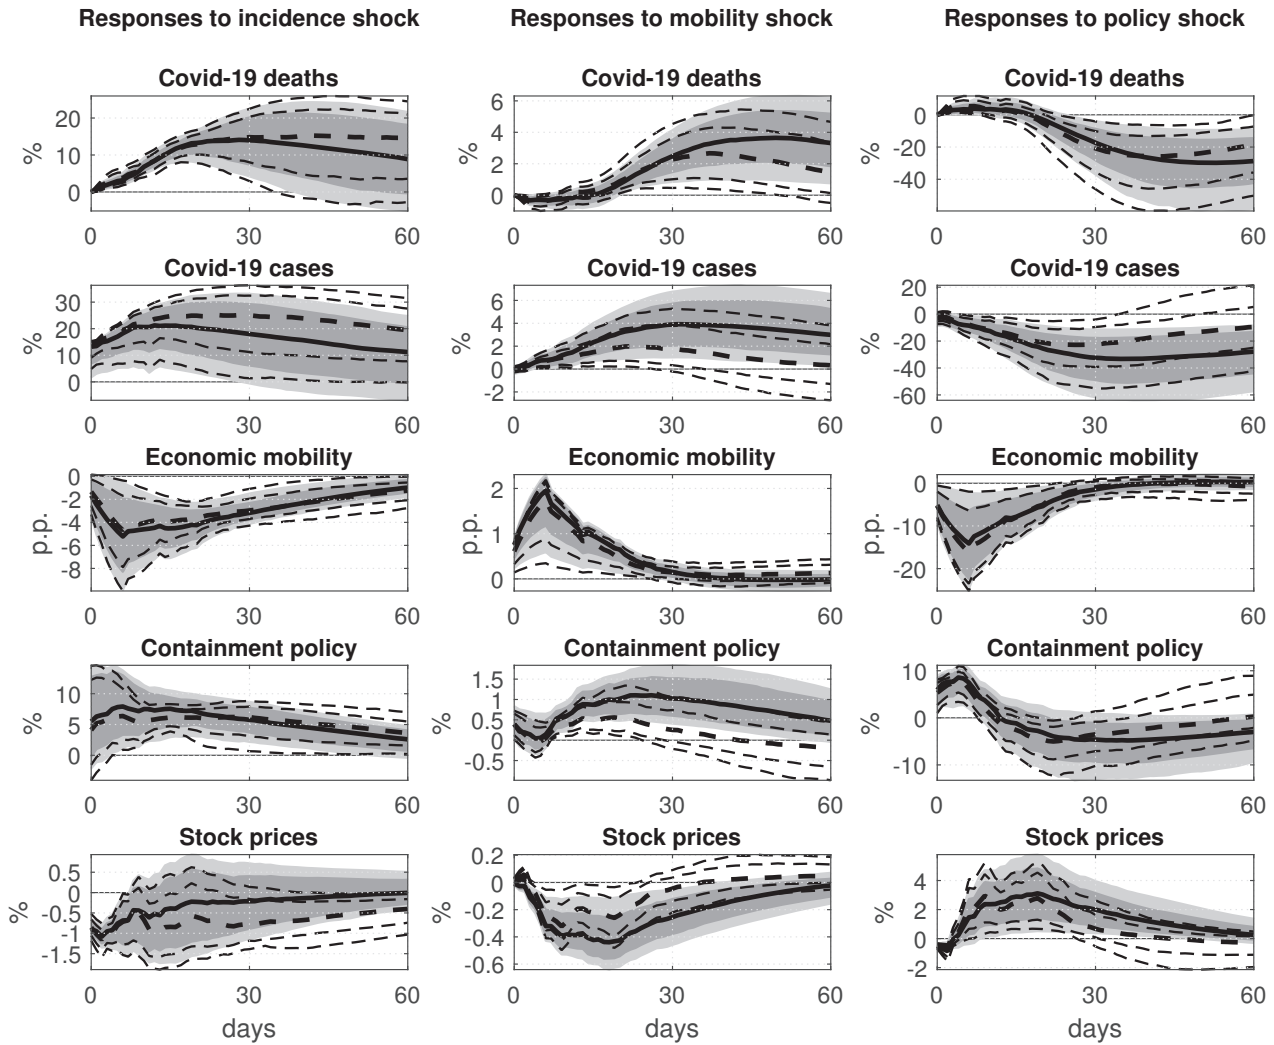 Responses to incidence shock Responses to mobility shock Responses to policy shock
Covid-19 deaths Covid-19 deaths Covid-19 deaths
% 20 10 0 % 6 4 2 0 % 0 -20 -40
0 30 60 0 30 60 0 30 60
Covid-19 cases Covid-19 cases Covid-19 cases
% 30 20 10 0 % 6 4 2 0 -2 % 20 0 -20 -40 -60
0 30 60 0 30 60 0 30 60
Economic mobility Economic mobility Economic mobility
p.p. 0 -2 -4 -6 -8 p.p. 2 1 0 p.p. 0 -10 -20
0 30 60 0 30 60 0 30 60
Containment policy Containment policy Containment policy
% 10 5 0 % 1.5 1 0.5 0 -0.5 % 10 0 -10
0 30 60 0 30 60 0 30 60
Stock prices Stock prices Stock prices
% 0.5 0 -0.5 -1 -1.5 % 0.2 0 -0.2 -0.4 -0.6 % 4 2 0 -2
0 30 60 0 30 60 0 30 60
days days days